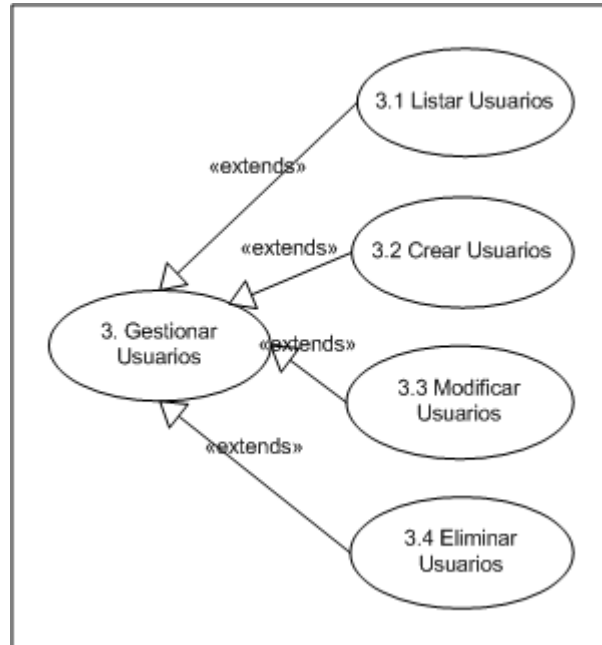 3.1 Listar Usuarios
«extends»
«extends»
3.2 Crear Usuarios
3. Gestionar
Usuarios
«extends»
3.3 Modificar
Usuarios
«extends»
3.4 Eliminar
Usuarios